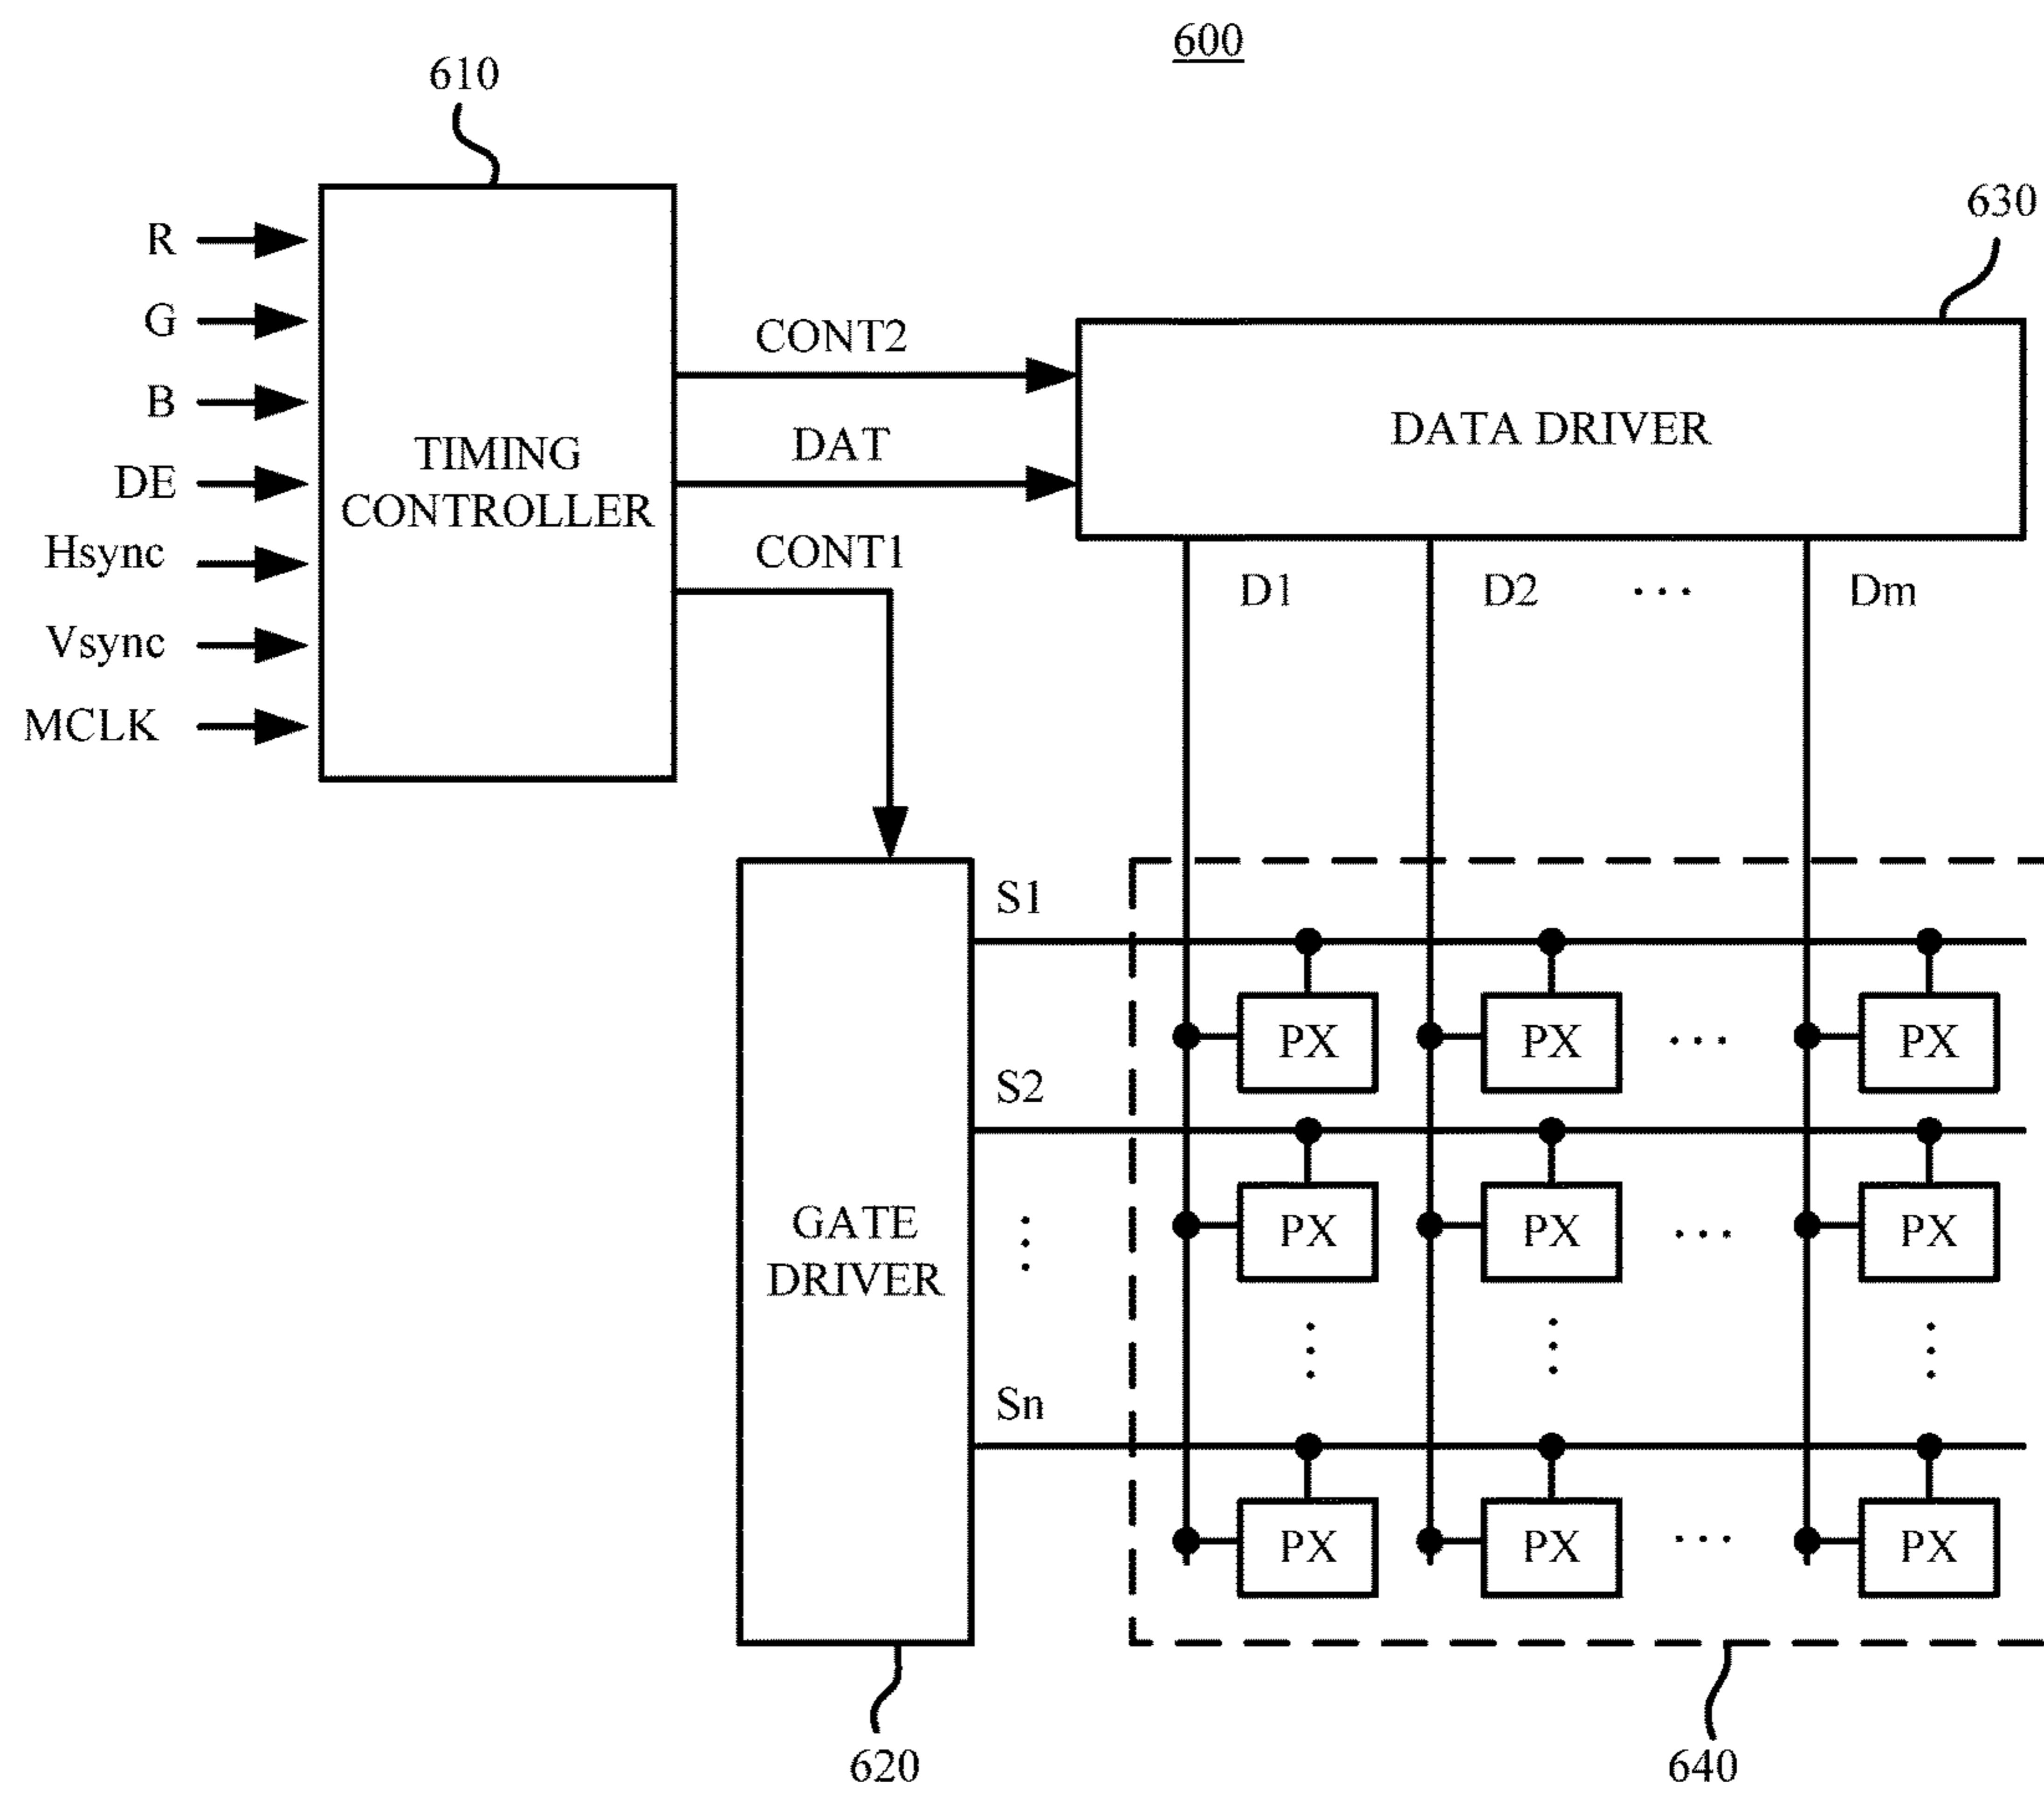 600
610
630
R
G
B
DE
Hsync
Vsync
MCLK
TIMING
CONTROLLER
CONT2
DAT
CONT1
DATA DRIVER
D1 D2 ... Dm
S1
PX PX ... PX
S2
PX PX ... PX
GATE
DRIVER
Sn
PX PX ... PX
620
640